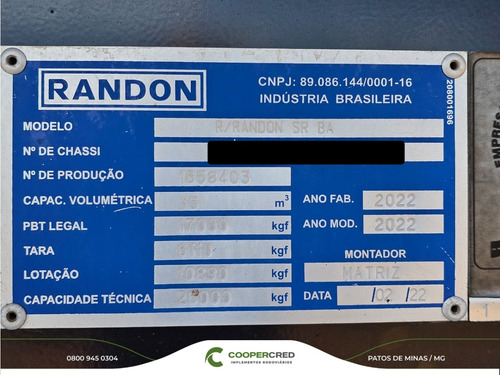 RANDON
CNPJ: 89.086.144/0001-16
INDÚSTRIA BRASILEIRA
208001696
MODELO R/RANDON SR BA
Nº DE CHASSI
Nº DE PRODUÇÃO 1658403
CAPAC. VOLUMÉTRICA m³ ANO FAB. 2022
PBT LEGAL kgf ANO MOD. 2022
TARA kgf MONTADOR
LOTAÇÃO kgf MATRIZ
CAPACIDADE TÉCNICA kgf DATA /02/22
0800 945 0304
COOPERCRED
IMPLEMENTOS RODOVIÁRIOS
PATOS DE MINAS / MG